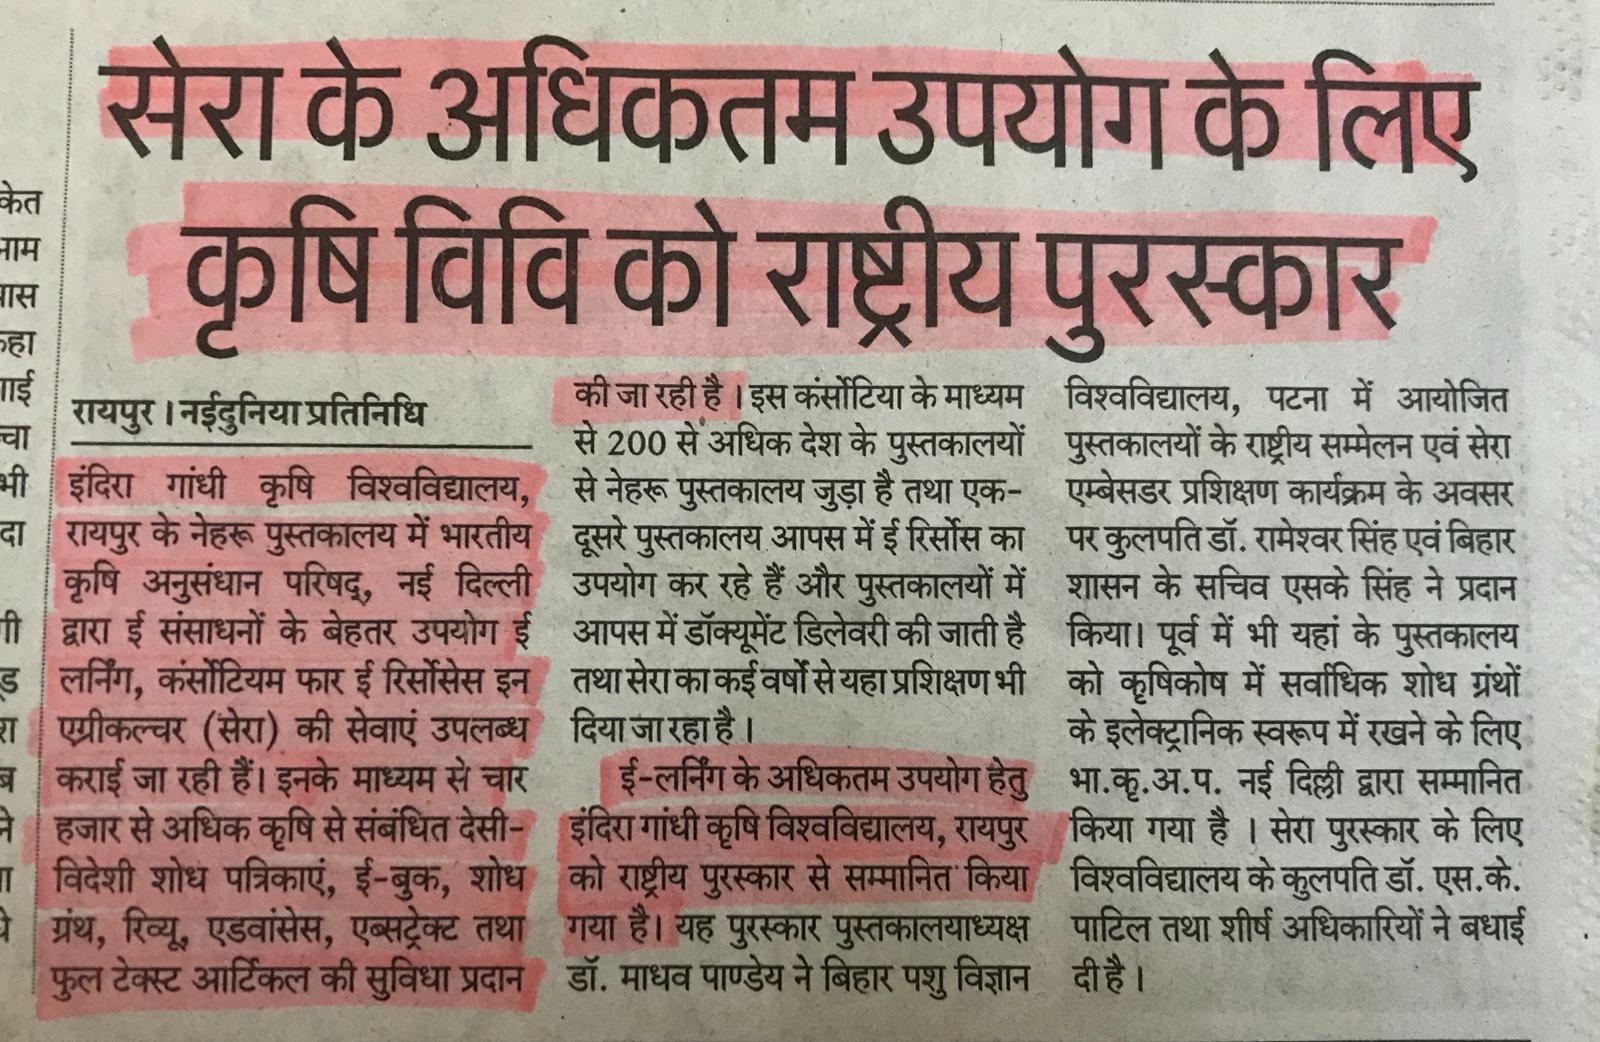 सेरा के अधिकतम उपयोग के लिए
कृषि विवि को राष्ट्रीय पुरस्कार
रायपुर । नईदुनिया प्रतिनिधि
इंदिरा गांधी कृषि विश्वविद्यालय,
रायपुर के नेहरू पुस्तकालय में भारतीय
कृषि अनुसंधान परिषद्, नई दिल्ली
द्वारा ई संसाधनों के बेहतर उपयोग ई
लर्निंग, कंर्सोटियम फार ई रिर्सोसेस इन
एग्रीकल्चर (सेरा) की सेवाएं उपलब्ध
कराई जा रही हैं। इनके माध्यम से चार
हजार से अधिक कृषि से संबंधित देसी-
विदेशी शोध पत्रिकाएं, ई-बुक, शोध
ग्रंथ, रिव्यू, एडवांसेस, एब्सट्रेक्ट तथा
फुल टेक्स्ट आर्टिकल की सुविधा प्रदान
की जा रही है । इस कंर्सोटिया के माध्यम
से 200 से अधिक देश के पुस्तकालयों
से नेहरू पुस्तकालय जुड़ा है तथा एक-
दूसरे पुस्तकालय आपस में ई रिर्सोस का
उपयोग कर रहे हैं और पुस्तकालयों में
आपस में डॉक्यूमेंट डिलेवरी की जाती है
तथा सेरा का कई वर्षों से यहा प्रशिक्षण भी
दिया जा रहा है ।
ई-लर्निंग के अधिकतम उपयोग हेतु
इंदिरा गांधी कृषि विश्वविद्यालय, रायपुर
को राष्ट्रीय पुरस्कार से सम्मानित किया
गया है। यह पुरस्कार पुस्तकालयाध्यक्ष
डॉ. माधव पाण्डेय ने बिहार पशु विज्ञान
विश्वविद्यालय, पटना में आयोजित
पुस्तकालयों के राष्ट्रीय सम्मेलन एवं सेरा
एम्बेसडर प्रशिक्षण कार्यक्रम के अवसर
पर कुलपति डॉ. रामेश्वर सिंह एवं बिहार
शासन के सचिव एसके सिंह ने प्रदान
किया। पूर्व में भी यहां के पुस्तकालय
को कृषिकोष में सर्वाधिक शोध ग्रंथों
के इलेक्ट्रानिक स्वरूप में रखने के लिए
भा.कृ.अ.प. नई दिल्ली द्वारा सम्मानित
किया गया है । सेरा पुरस्कार के लिए
विश्वविद्यालय के कुलपति डॉ. एस.के.
पाटिल तथा शीर्ष अधिकारियों ने बधाई
दी है ।